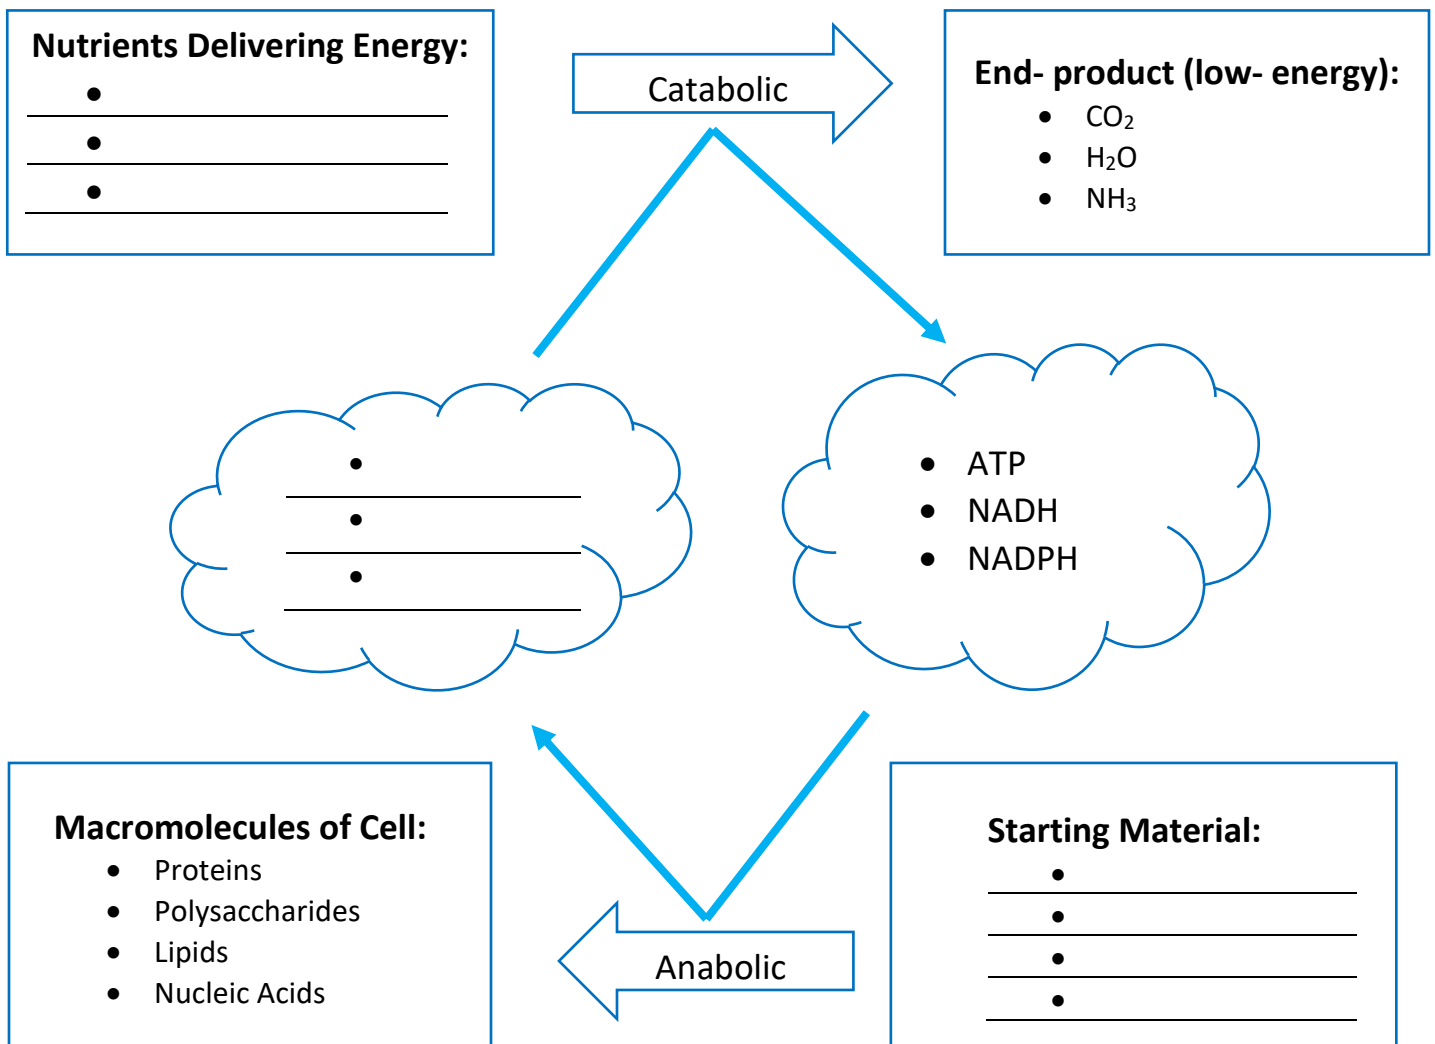 Nutrients Delivering Energy:
•
•
•
Catabolic
End- product (low- energy):
• CO₂
• H₂O
• NH₃
•
•
•
• ATP
• NADH
• NADPH
Macromolecules of Cell:
• Proteins
• Polysaccharides
• Lipids
• Nucleic Acids
Anabolic
Starting Material:
•
•
•
•